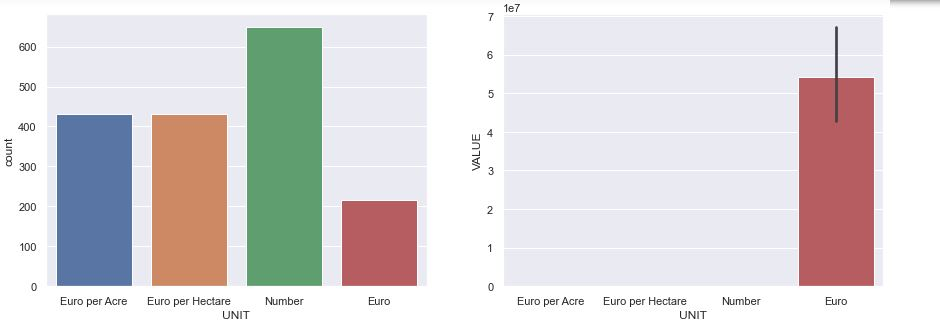 600
500
400
300
200
100
0
count
Euro per Acre Euro per Hectare Number Euro
UNIT
1e7
7
6
5
4
3
2
1
0
VALUE
Euro per Acre Euro per Hectare Number Euro
UNIT